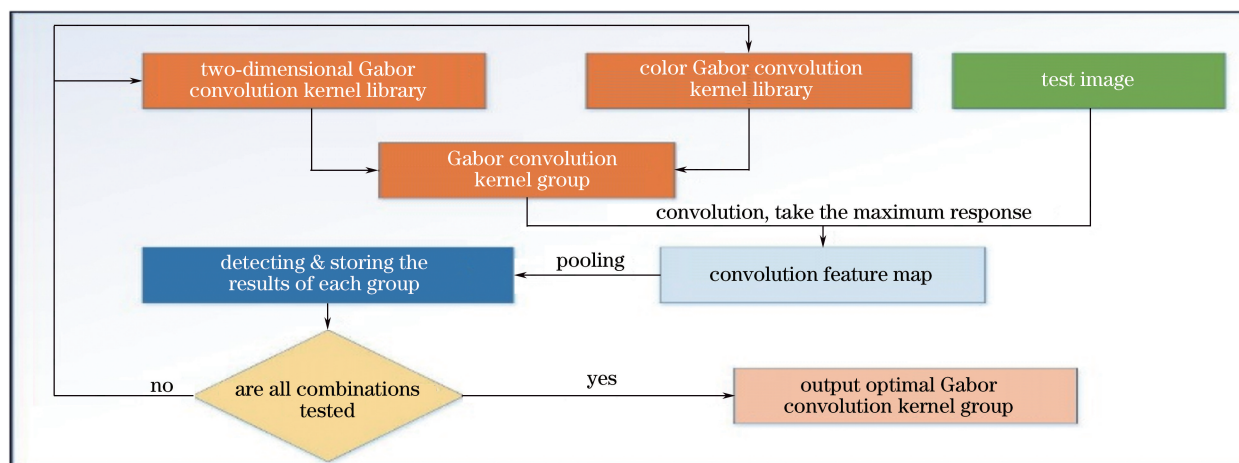 two-dimensional Gabor
convolution kernel library
color Gabor convolution
kernel library
test image
Gabor convolution
kernel group
convolution, take the maximum response
detecting & storing the
results of each group
pooling
convolution feature map
no
are all combinations
tested
yes
output optimal Gabor
convolution kernel group